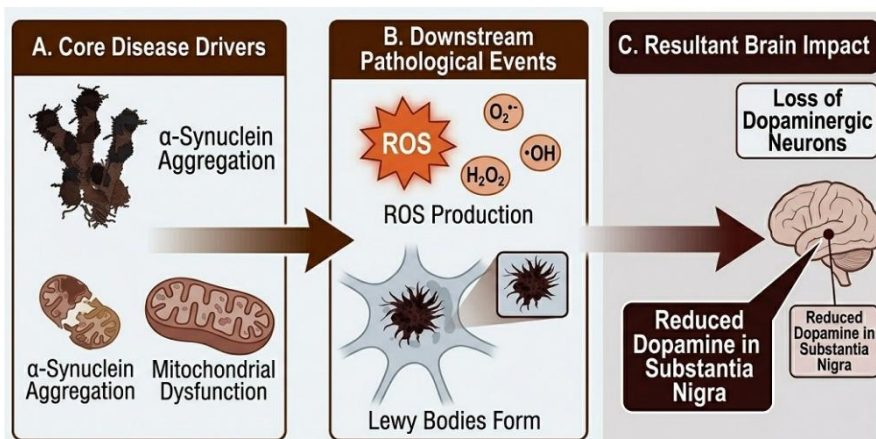 A. Core Disease Drivers
α-Synuclein
Aggregation
α-Synuclein
Aggregation
Mitochondrial
Dysfunction
B. Downstream
Pathological Events
ROS
O₂•-
•OH
H₂O₂
ROS Production
Lewy Bodies Form
C. Resultant Brain Impact
Loss of
Dopaminergic
Neurons
Reduced
Dopamine in
Substantia
Nigra
Reduced
Dopamine in
Substantia
Nigra